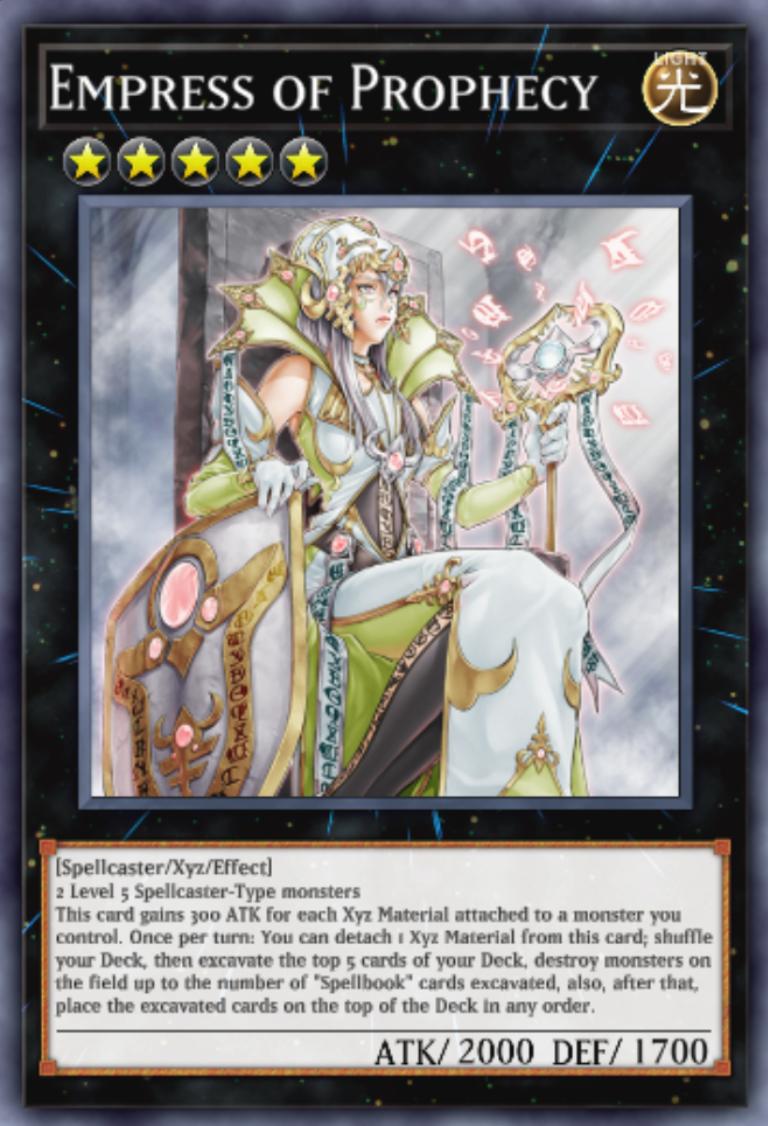 EMPRESS OF PROPHECY
LIGHT
光
[Spellcaster/Xyz/Effect]
2 Level 5 Spellcaster-Type monsters
This card gains 300 ATK for each Xyz Material attached to a monster you
control. Once per turn: You can detach 1 Xyz Material from this card; shuffle
your Deck, then excavate the top 5 cards of your Deck, destroy monsters on
the field up to the number of "Spellbook" cards excavated, also, after that,
place the excavated cards on the top of the Deck in any order.
ATK/ 2000 DEF/ 1700